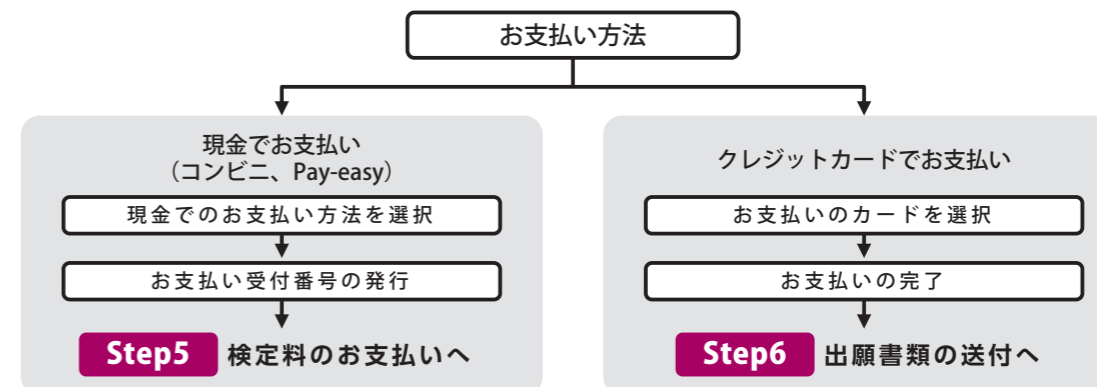 お支払い方法
現金でお支払い
（コンビニ、Pay-easy）
現金でのお支払い方法を選択
お支払い受付番号の発行
Step5 検定料のお支払いへ
クレジットカードでお支払い
お支払いのカードを選択
お支払いの完了
Step6 出願書類の送付へ